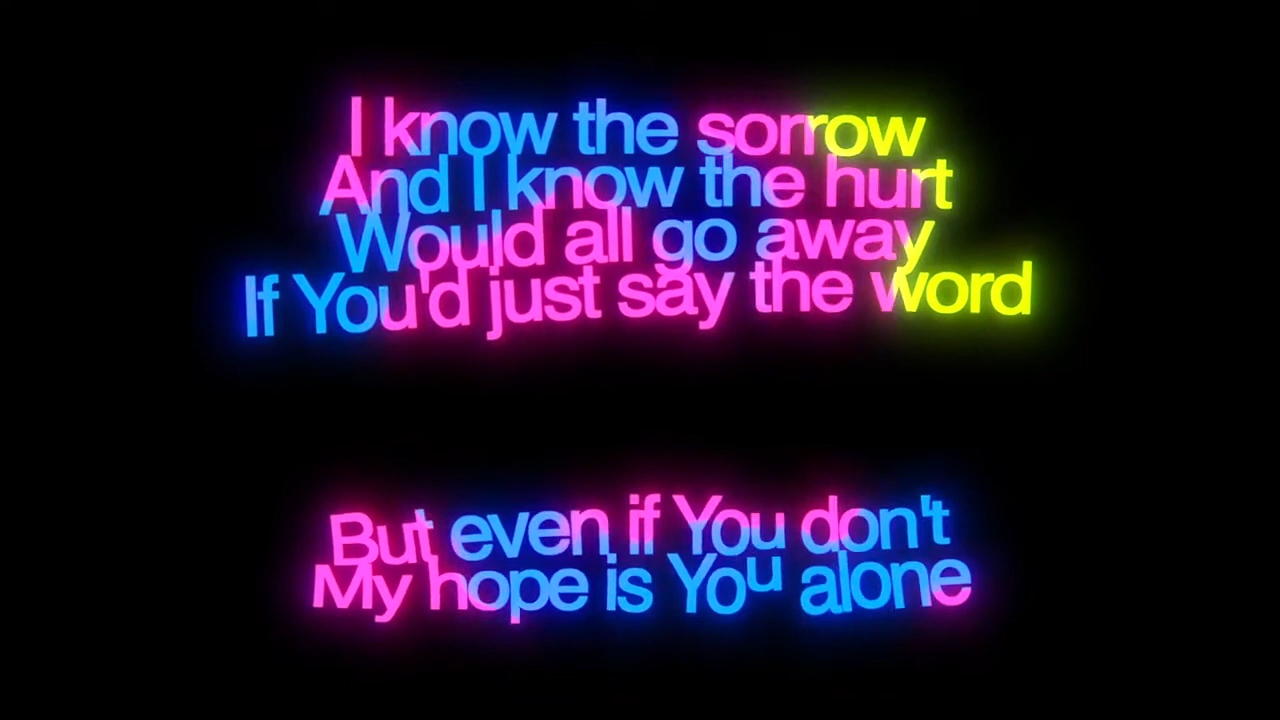 I know the sorrow
And I know the hurt
Would all go away
If You'd just say the word
But even if You don't
My hope is You alone